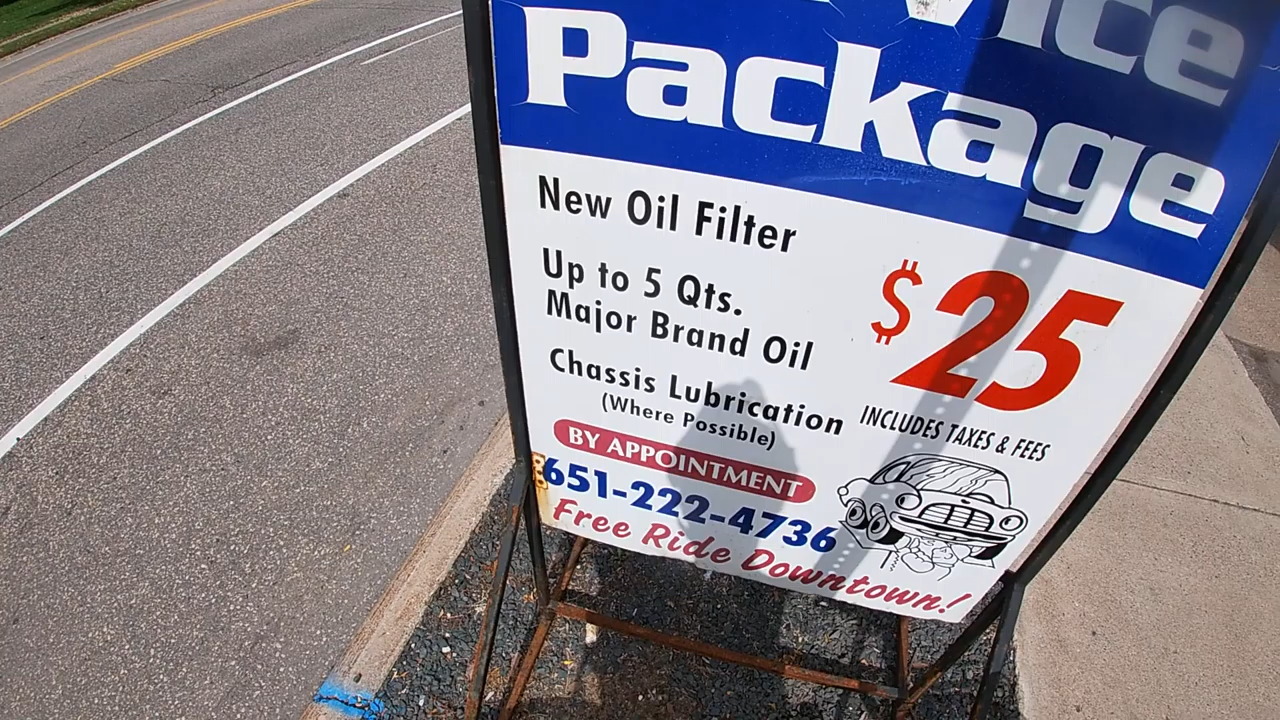 Package
New Oil Filter
Up to 5 Qts.
Major Brand Oil
Chassis Lubrication
(Where Possible)
$25
INCLUDES TAXES & FEES
BY APPOINTMENT
651-222-4736
Free Ride Downtown!